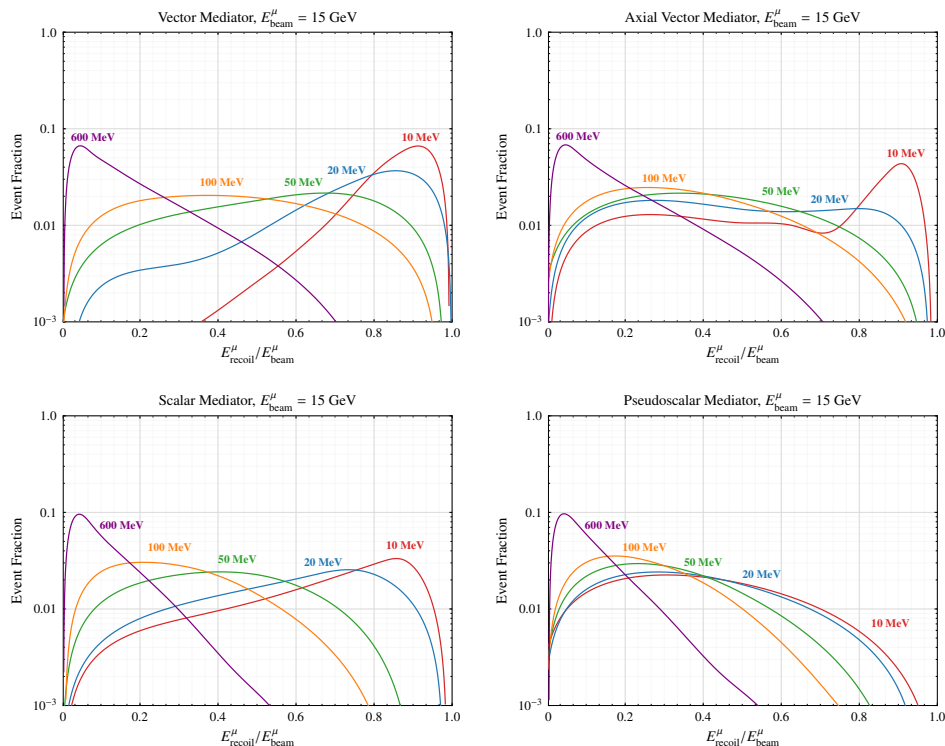 Vector Mediator, E^μ_beam = 15 GeV
1.0
0.1
0.01
10⁻³
Event Fraction
600 MeV
100 MeV
50 MeV
20 MeV
10 MeV
0 0.2 0.4 0.6 0.8 1.0
E^μ_recoil/E^μ_beam
Axial Vector Mediator, E^μ_beam = 15 GeV
1.0
0.1
0.01
10⁻³
Event Fraction
600 MeV
100 MeV
50 MeV
20 MeV
10 MeV
0 0.2 0.4 0.6 0.8 1.0
E^μ_recoil/E^μ_beam
Scalar Mediator, E^μ_beam = 15 GeV
1.0
0.1
0.01
10⁻³
Event Fraction
600 MeV
100 MeV
50 MeV
20 MeV
10 MeV
0 0.2 0.4 0.6 0.8 1.0
E^μ_recoil/E^μ_beam
Pseudoscalar Mediator, E^μ_beam = 15 GeV
1.0
0.1
0.01
10⁻³
Event Fraction
600 MeV
100 MeV
50 MeV
20 MeV
10 MeV
0 0.2 0.4 0.6 0.8 1.0
E^μ_recoil/E^μ_beam